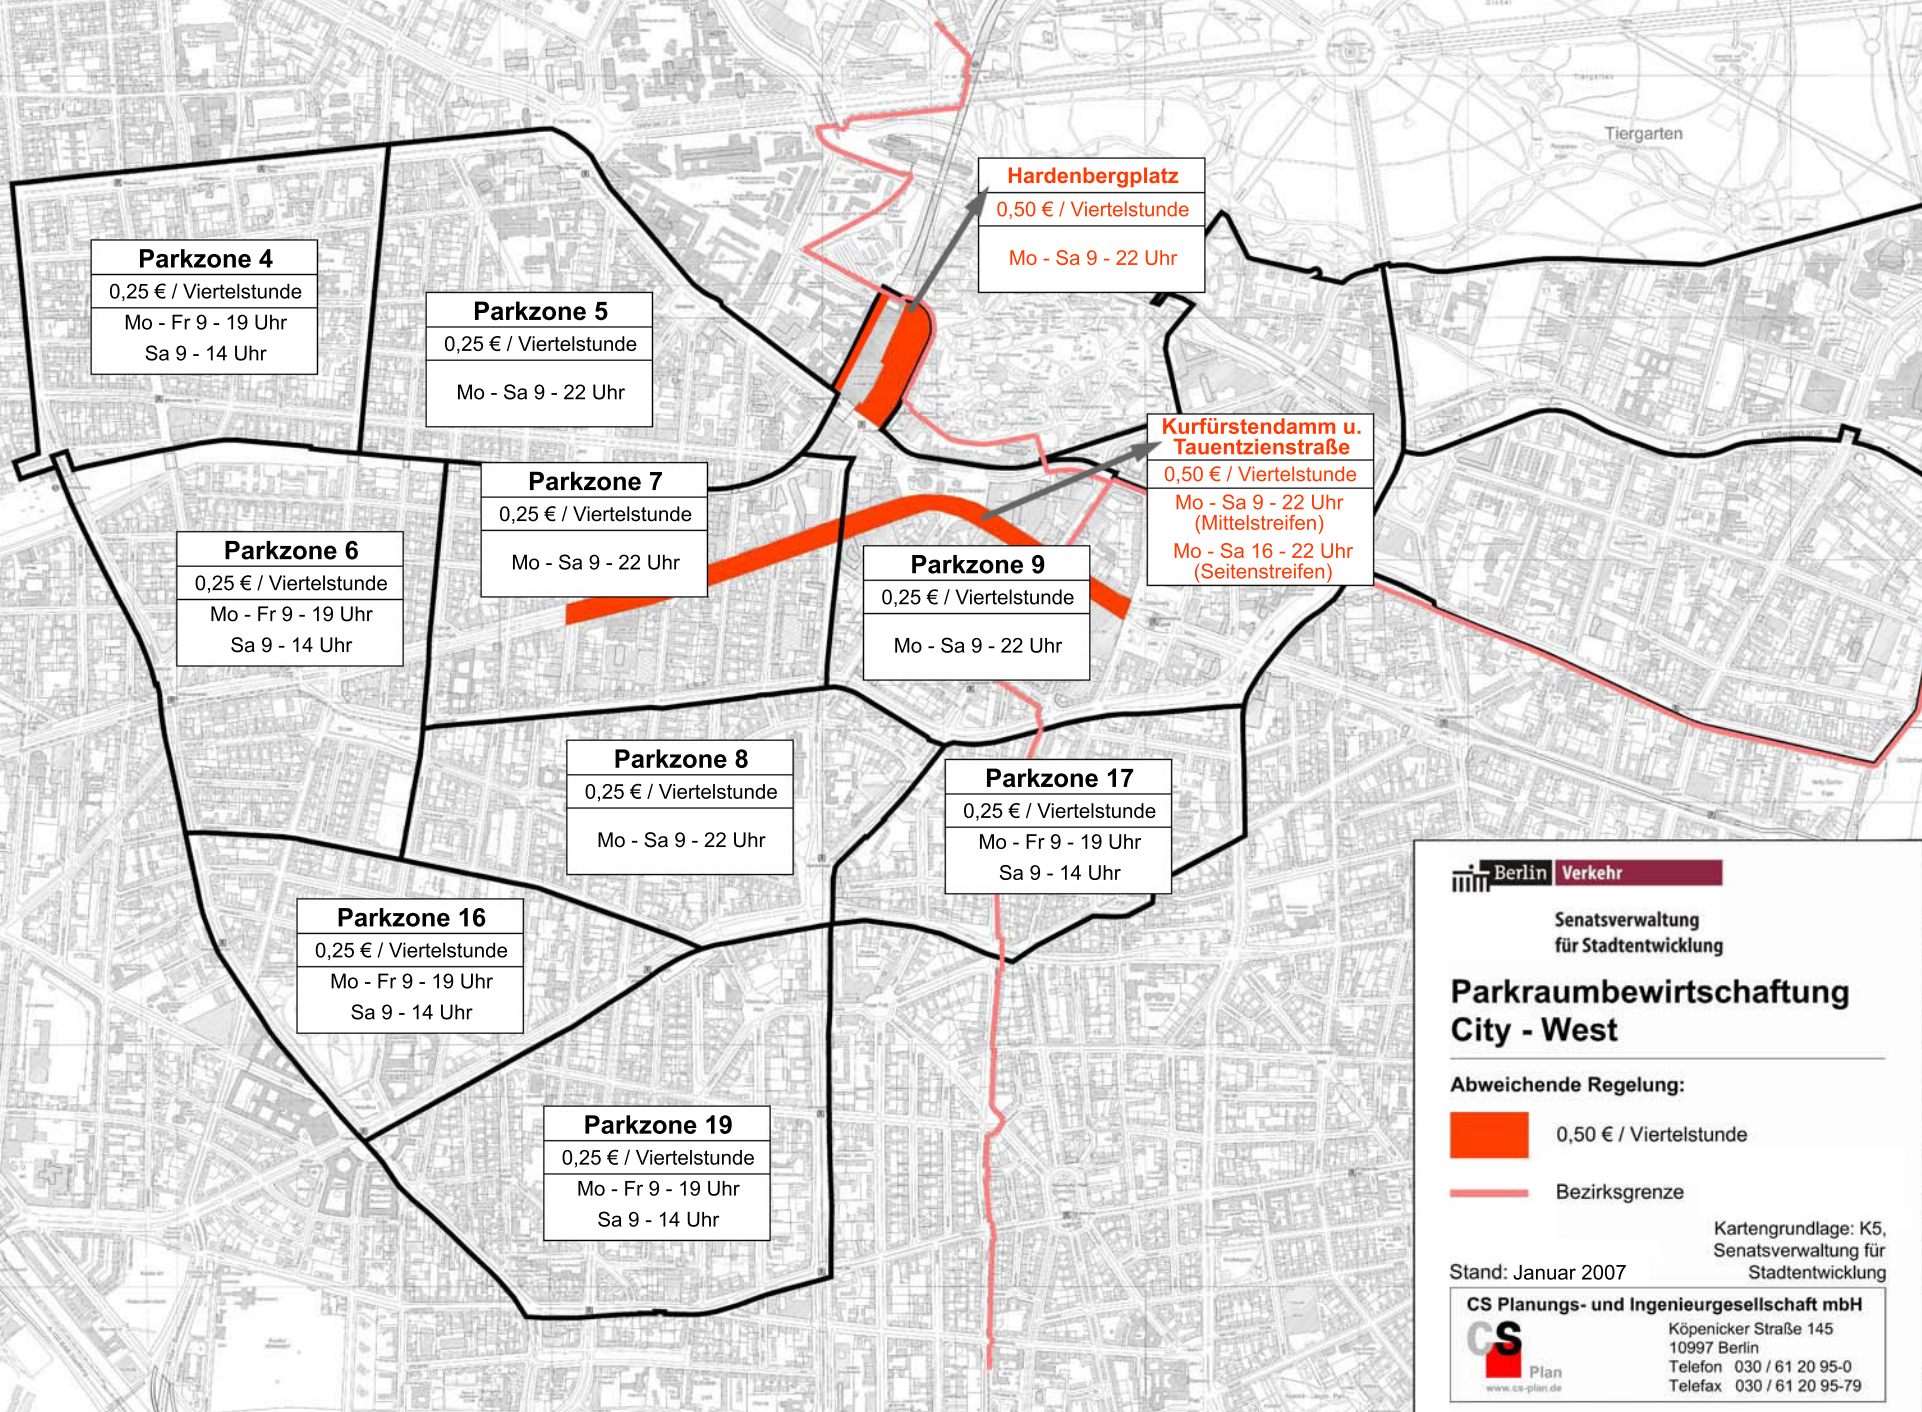 Tiergarten
Hardenbergplatz
0,50 € / Viertelstunde
Mo - Sa 9 - 22 Uhr
Parkzone 4
0,25 € / Viertelstunde
Mo - Fr 9 - 19 Uhr
Sa 9 - 14 Uhr
Parkzone 5
0,25 € / Viertelstunde
Mo - Sa 9 - 22 Uhr
Kurfürstendamm u.
Tauentzienstraße
0,50 € / Viertelstunde
Mo - Sa 9 - 22 Uhr
(Mittelstreifen)
Mo - Sa 16 - 22 Uhr
(Seitenstreifen)
Parkzone 7
0,25 € / Viertelstunde
Mo - Sa 9 - 22 Uhr
Parkzone 6
0,25 € / Viertelstunde
Mo - Fr 9 - 19 Uhr
Sa 9 - 14 Uhr
Parkzone 9
0,25 € / Viertelstunde
Mo - Sa 9 - 22 Uhr
Parkzone 8
0,25 € / Viertelstunde
Mo - Sa 9 - 22 Uhr
Parkzone 17
0,25 € / Viertelstunde
Mo - Fr 9 - 19 Uhr
Sa 9 - 14 Uhr
Parkzone 16
0,25 € / Viertelstunde
Mo - Fr 9 - 19 Uhr
Sa 9 - 14 Uhr
Parkzone 19
0,25 € / Viertelstunde
Mo - Fr 9 - 19 Uhr
Sa 9 - 14 Uhr
Berlin Verkehr
Senatsverwaltung
für Stadtentwicklung
Parkraumbewirtschaftung
City - West
Abweichende Regelung:
0,50 € / Viertelstunde
Bezirksgrenze
Kartengrundlage: K5,
Senatsverwaltung für
Stadtentwicklung
Stand: Januar 2007
CS Planungs- und Ingenieurgesellschaft mbH
CS
Plan
www.cs-plan.de
Köpenicker Straße 145
10997 Berlin
Telefon 030 / 61 20 95-0
Telefax 030 / 61 20 95-79